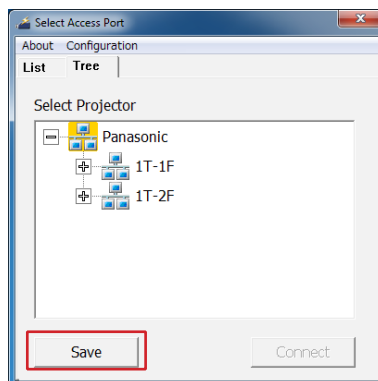 Select Access Port
About Configuration
List Tree
Select Projector
Panasonic
1T-1F
1T-2F
Save Connect